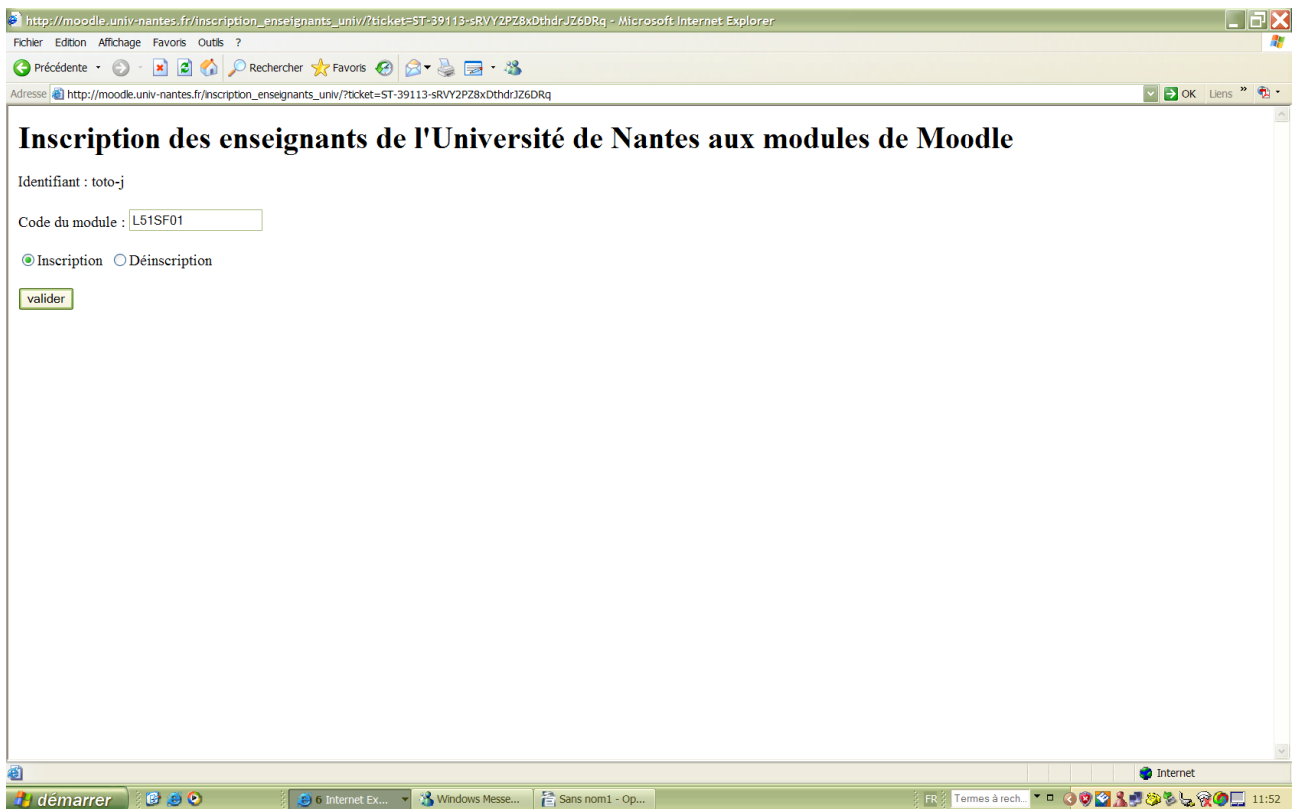 http://moodle.univ-nantes.fr/inscription_enseignants_univ/?ticket=ST-39113-sRVY2PZ8xDthdrJZ6DRq - Microsoft Internet Explorer
Fichier Edition Affichage Favoris Outils ?
Précédente Rechercher Favoris
Adresse http://moodle.univ-nantes.fr/inscription_enseignants_univ/?ticket=ST-39113-sRVY2PZ8xDthdrJZ6DRq OK Liens »
Inscription des enseignants de l'Université de Nantes aux modules de Moodle
Identifiant : toto-j
Code du module : L51SF01
Inscription Déinscription
valider
Internet
démarrer 6 Internet Ex... Windows Messe... Sans nom1 - Op... FR Termes à rech... 11:52